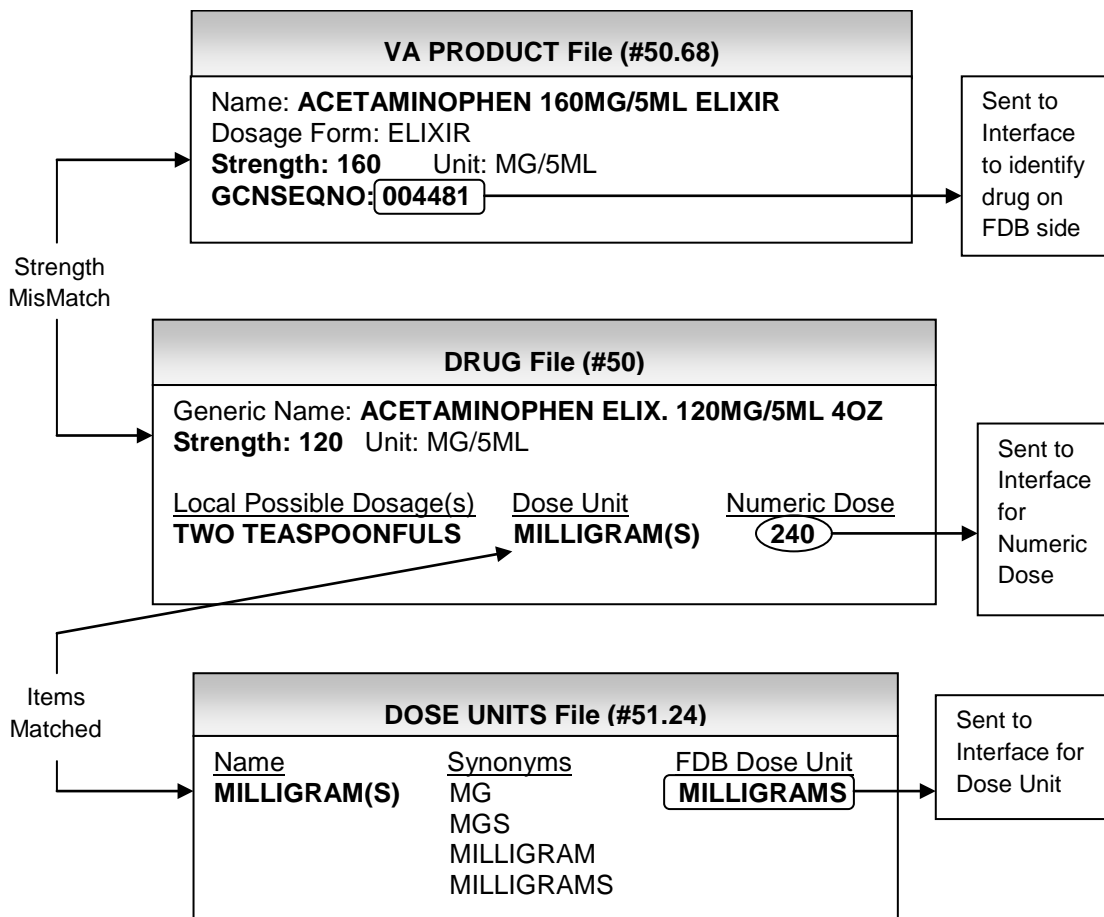 VA PRODUCT File (#50.68)
Name: ACETAMINOPHEN 160MG/5ML ELIXIR
Dosage Form: ELIXIR
Strength: 160 Unit: MG/5ML
GCNSEQNO: 004481
Sent to
Interface
to identify
drug on
FDB side
Strength
MisMatch
DRUG File (#50)
Generic Name: ACETAMINOPHEN ELIX. 120MG/5ML 4OZ
Strength: 120 Unit: MG/5ML
Local Possible Dosage(s) Dose Unit Numeric Dose
TWO TEASPOONFULS MILLIGRAM(S) 240
Sent to
Interface
for
Numeric
Dose
Items
Matched
DOSE UNITS File (#51.24)
Name Synonyms FDB Dose Unit
MILLIGRAM(S) MG MILLIGRAMS
MGS
MILLIGRAM
MILLIGRAMS
Sent to
Interface for
Dose Unit